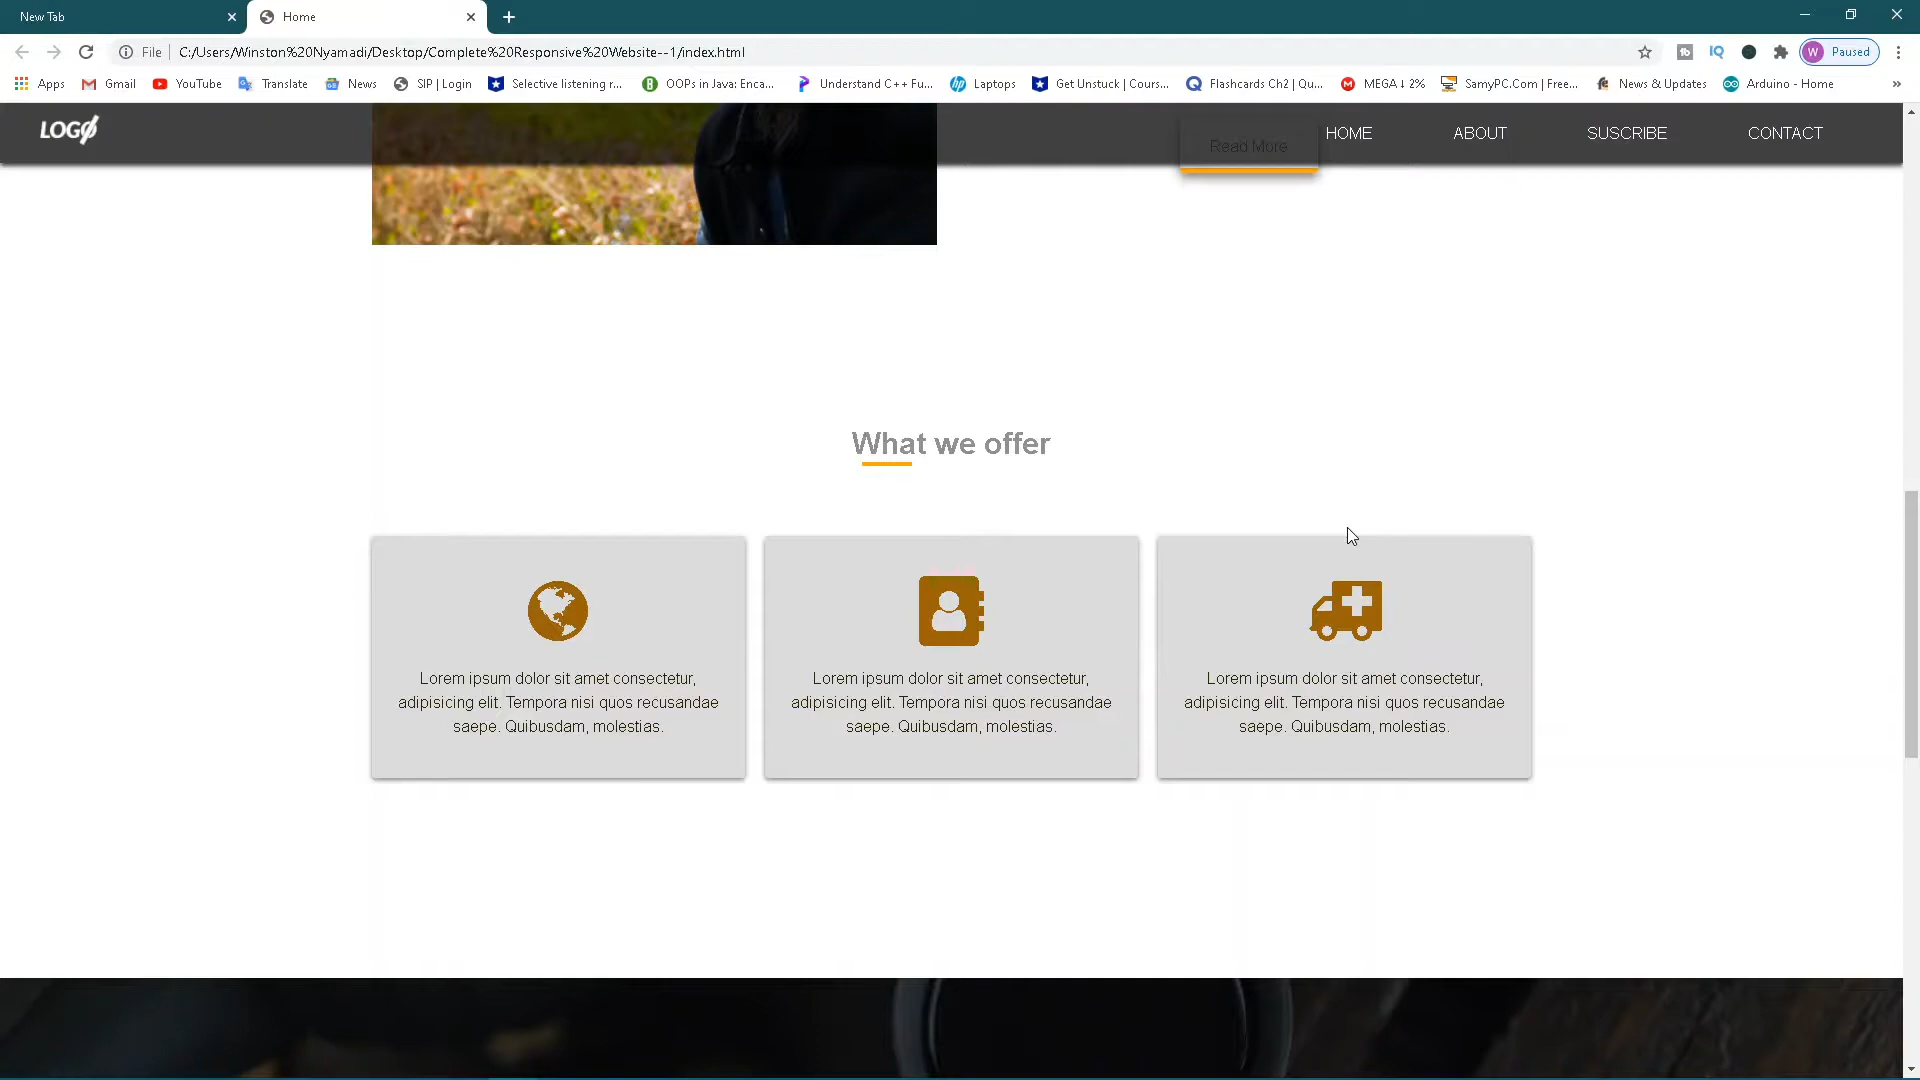 New Tab
Home
File
C:/Users/Winston%20Nyamadi/Desktop/Complete%20Responsive%20Website--1/index.html
W Paused
Apps
Gmail
YouTube
Translate
News
SIP | Login
Selective listening r...
OOPs in Java: Enca...
Understand C++ Fu...
Laptops
Get Unstuck | Cours...
Flashcards Ch2 | Qu...
MEGA ⇂ 2%
SamyPC.Com | Free...
News & Updates
Arduino - Home
»
LOGO
Read More
HOME
ABOUT
SUSCRIBE
CONTACT
What we offer
Lorem ipsum dolor sit amet consectetur,
adipisicing elit. Tempora nisi quos recusandae
saepe. Quibusdam, molestias.
Lorem ipsum dolor sit amet consectetur,
adipisicing elit. Tempora nisi quos recusandae
saepe. Quibusdam, molestias.
Lorem ipsum dolor sit amet consectetur,
adipisicing elit. Tempora nisi quos recusandae
saepe. Quibusdam, molestias.